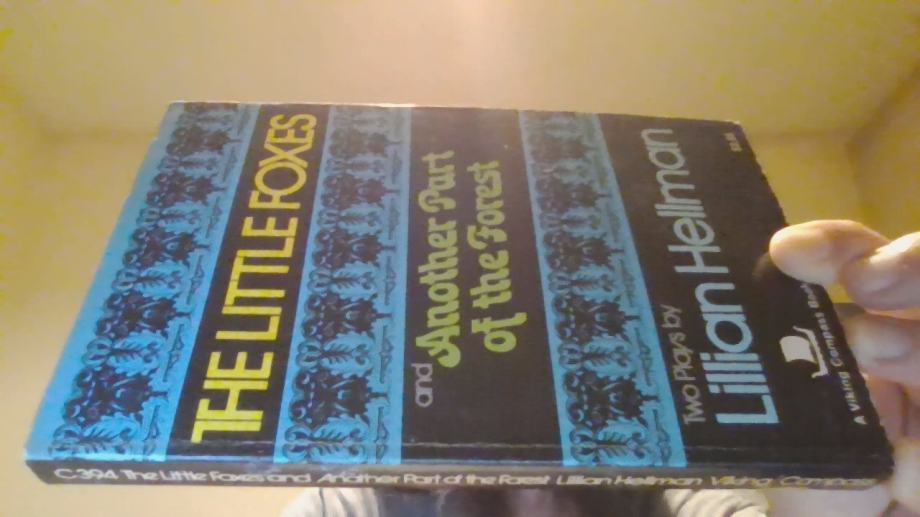 THE LITTLE FOXES
and Another Part
of the Forest
Two Plays by
Lillian Hellman
A Viking Compass Book
C394 The Little Foxes and Another Part of the Forest Lillian Hellman Viking Compass